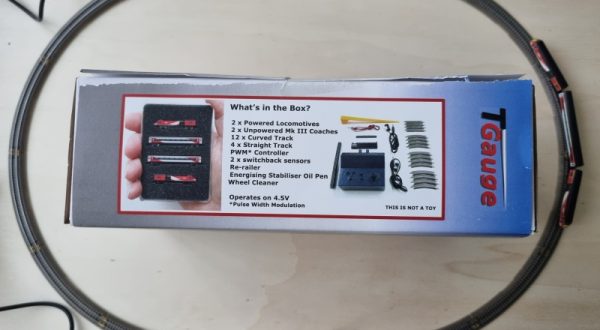 What's in the Box?
2 x Powered Locomotives
2 x Unpowered Mk III Coaches
12 x Curved Track
4 x Straight Track
PWM* Controller
2 x switchback sensors
Re-railer
Energising Stabiliser Oil Pen
Wheel Cleaner
Operates on 4.5V
*Pulse Width Modulation
THIS IS NOT A TOY
TGauge